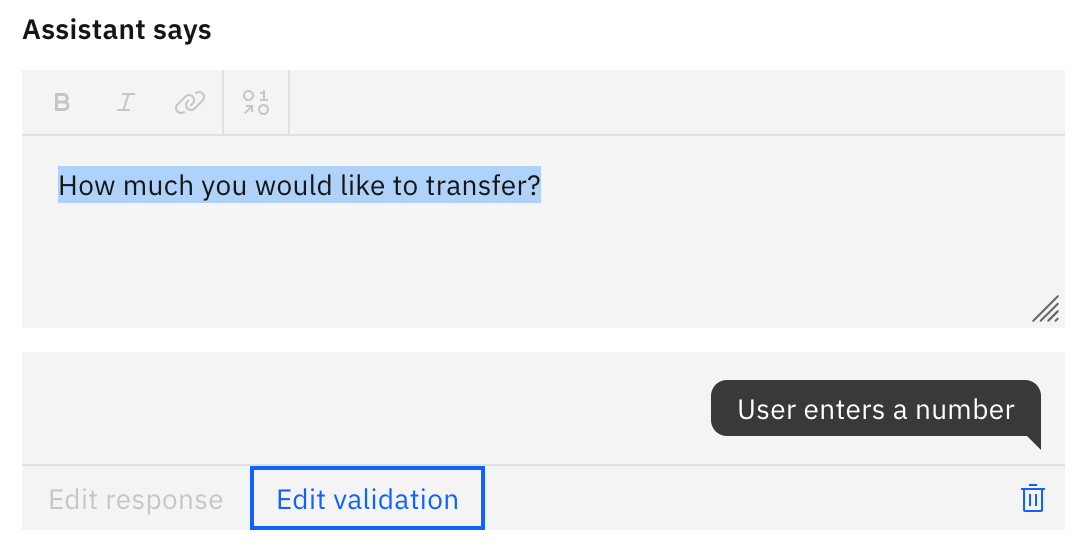 Assistant says
B I
How much you would like to transfer?
User enters a number
Edit response Edit validation